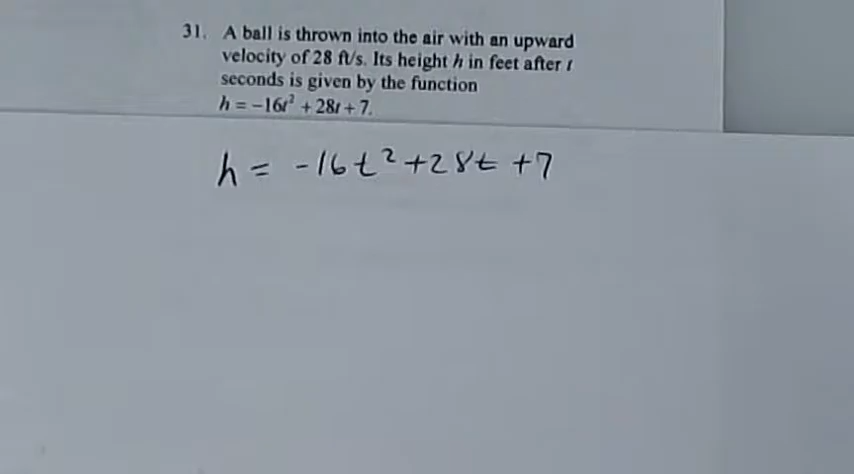 31. A ball is thrown into the air with an upward
velocity of 28 ft/s. Its height h in feet after t
seconds is given by the function
h = −16t² + 28t + 7.
h = -16t² +28t +7